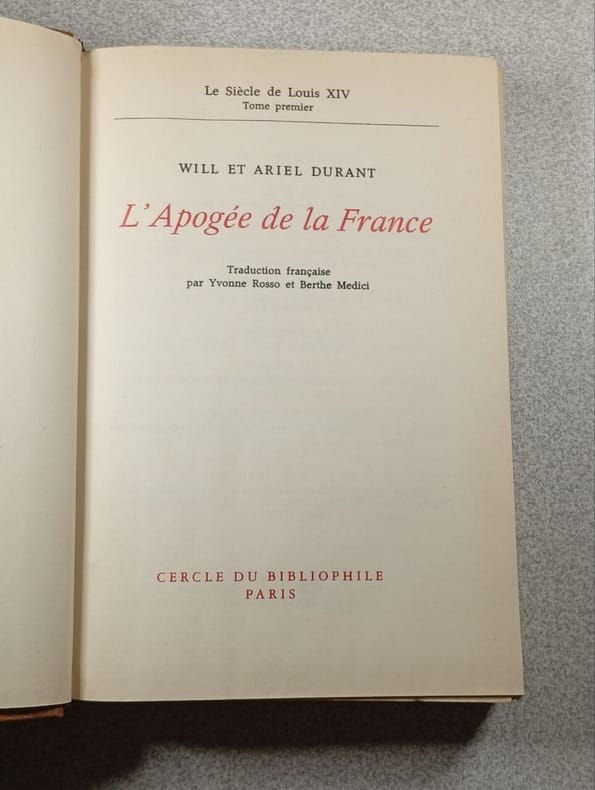 Le Siècle de Louis XIV
Tome premier
WILL ET ARIEL DURANT
L'Apogée de la France
Traduction française
par Yvonne Rosso et Berthe Medici
CERCLE DU BIBLIOPHILE
PARIS